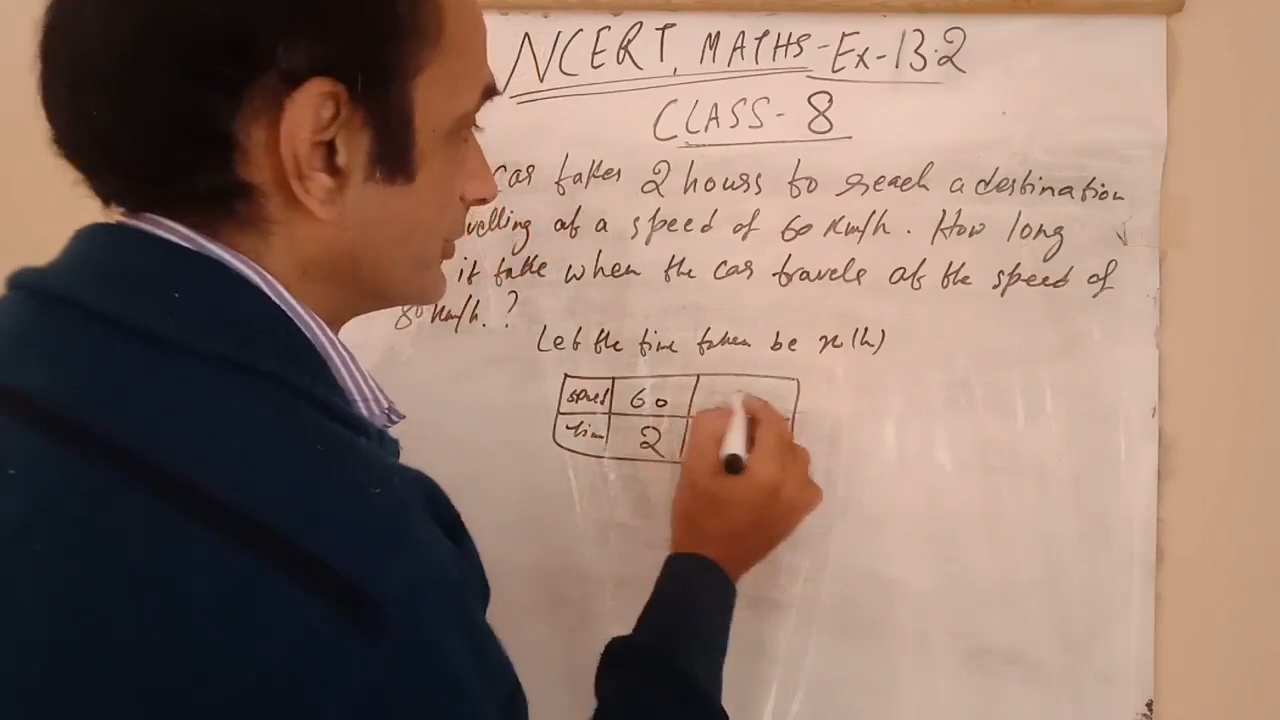 NCERT, MATHS - Ex-13.2
CLASS - 8
car takes 2 hours to reach a destination
velling at a speed of 60 Km/h. How long
it take when the car travels at the speed of
80 Km/h.?
Let the time taken be x (h)
speed 60
time 2